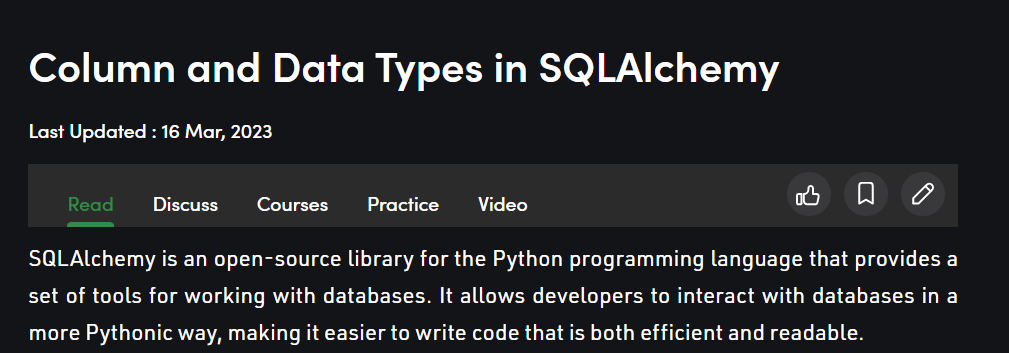 Column and Data Types in SQLAlchemy
Last Updated : 16 Mar, 2023
Read Discuss Courses Practice Video
SQLAlchemy is an open-source library for the Python programming language that provides a
set of tools for working with databases. It allows developers to interact with databases in a
more Pythonic way, making it easier to write code that is both efficient and readable.